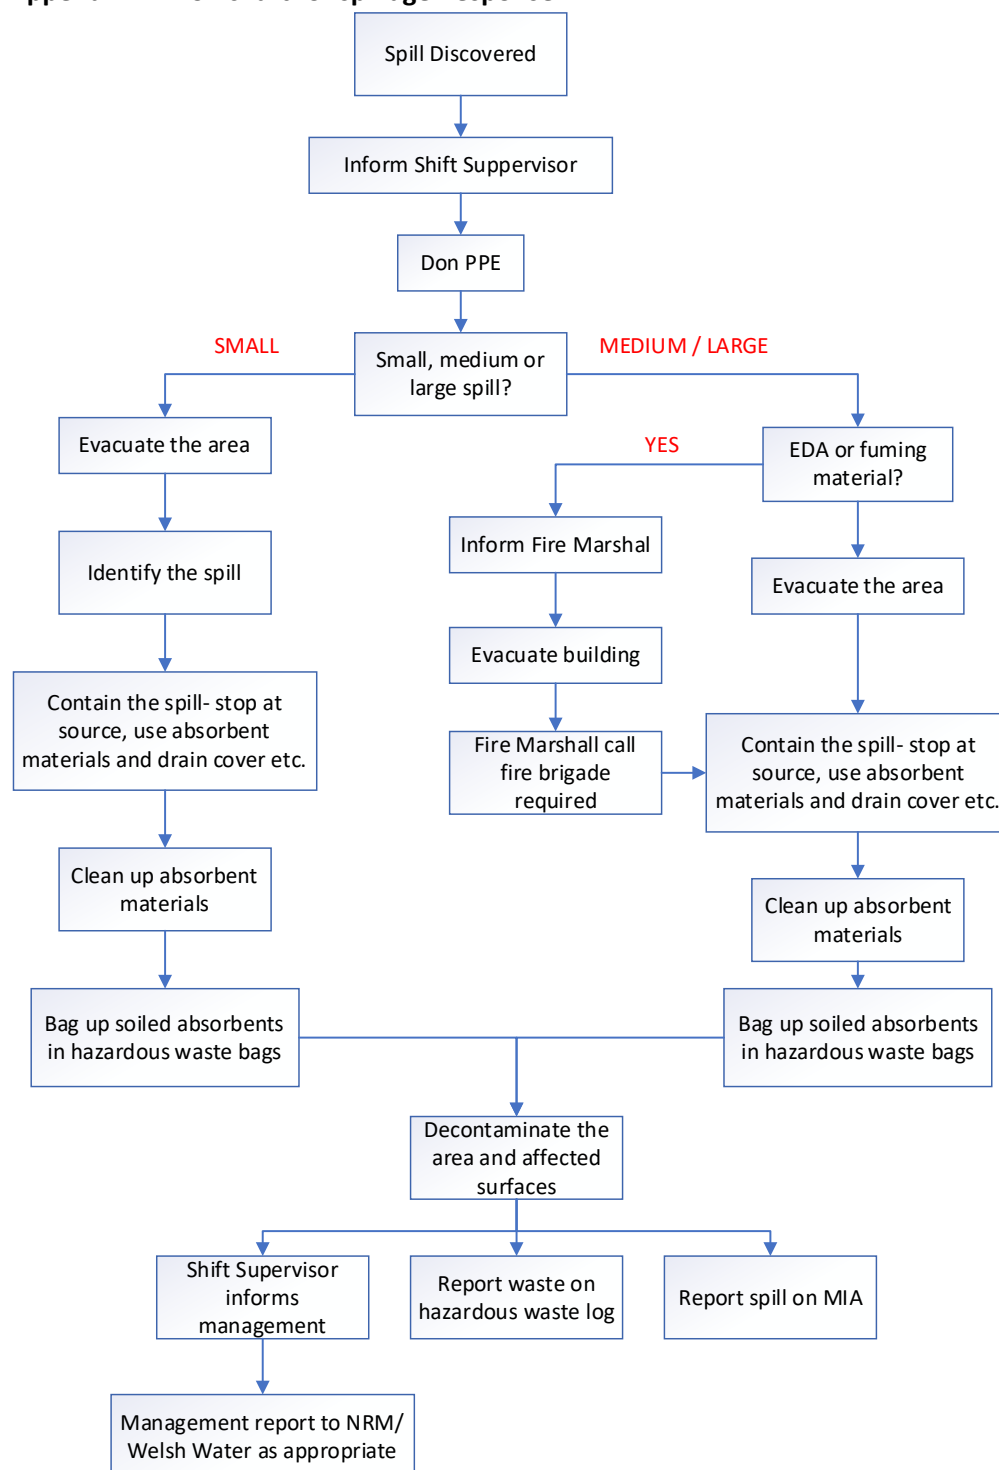 Spill Discovered
Inform Shift Suppervisor
Don PPE
SMALL
Small, medium or
large spill?
MEDIUM / LARGE
Evacuate the area
YES
EDA or fuming
material?
Identify the spill
Inform Fire Marshal
Evacuate the area
Evacuate building
Contain the spill- stop at
source, use absorbent
materials and drain cover etc.
Fire Marshall call
fire brigade
required
Contain the spill- stop at
source, use absorbent
materials and drain cover etc.
Clean up absorbent
materials
Clean up absorbent
materials
Bag up soiled absorbents
in hazardous waste bags
Bag up soiled absorbents
in hazardous waste bags
Decontaminate the
area and affected
surfaces
Shift Supervisor
informs
management
Report waste on
hazardous waste log
Report spill on MIA
Management report to NRM/
Welsh Water as appropriate